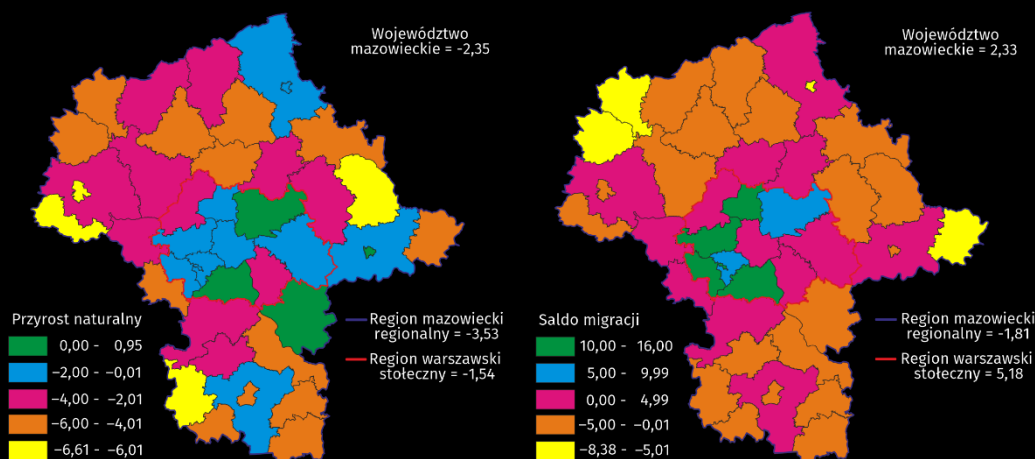 Województwo
mazowieckie = -2,35
Przyrost naturalny
0,00 - 0,95
−2,00 − −0,01
−4,00 − −2,01
−6,00 − −4,01
−6,61 − −6,01
Region mazowiecki
regionalny = -3,53
Region warszawski
stołeczny = -1,54
Województwo
mazowieckie = 2,33
Saldo migracji
10,00 - 16,00
5,00 - 9,99
0,00 - 4,99
−5,00 − −0,01
−8,38 − −5,01
Region mazowiecki
regionalny = -1,81
Region warszawski
stołeczny = 5,18